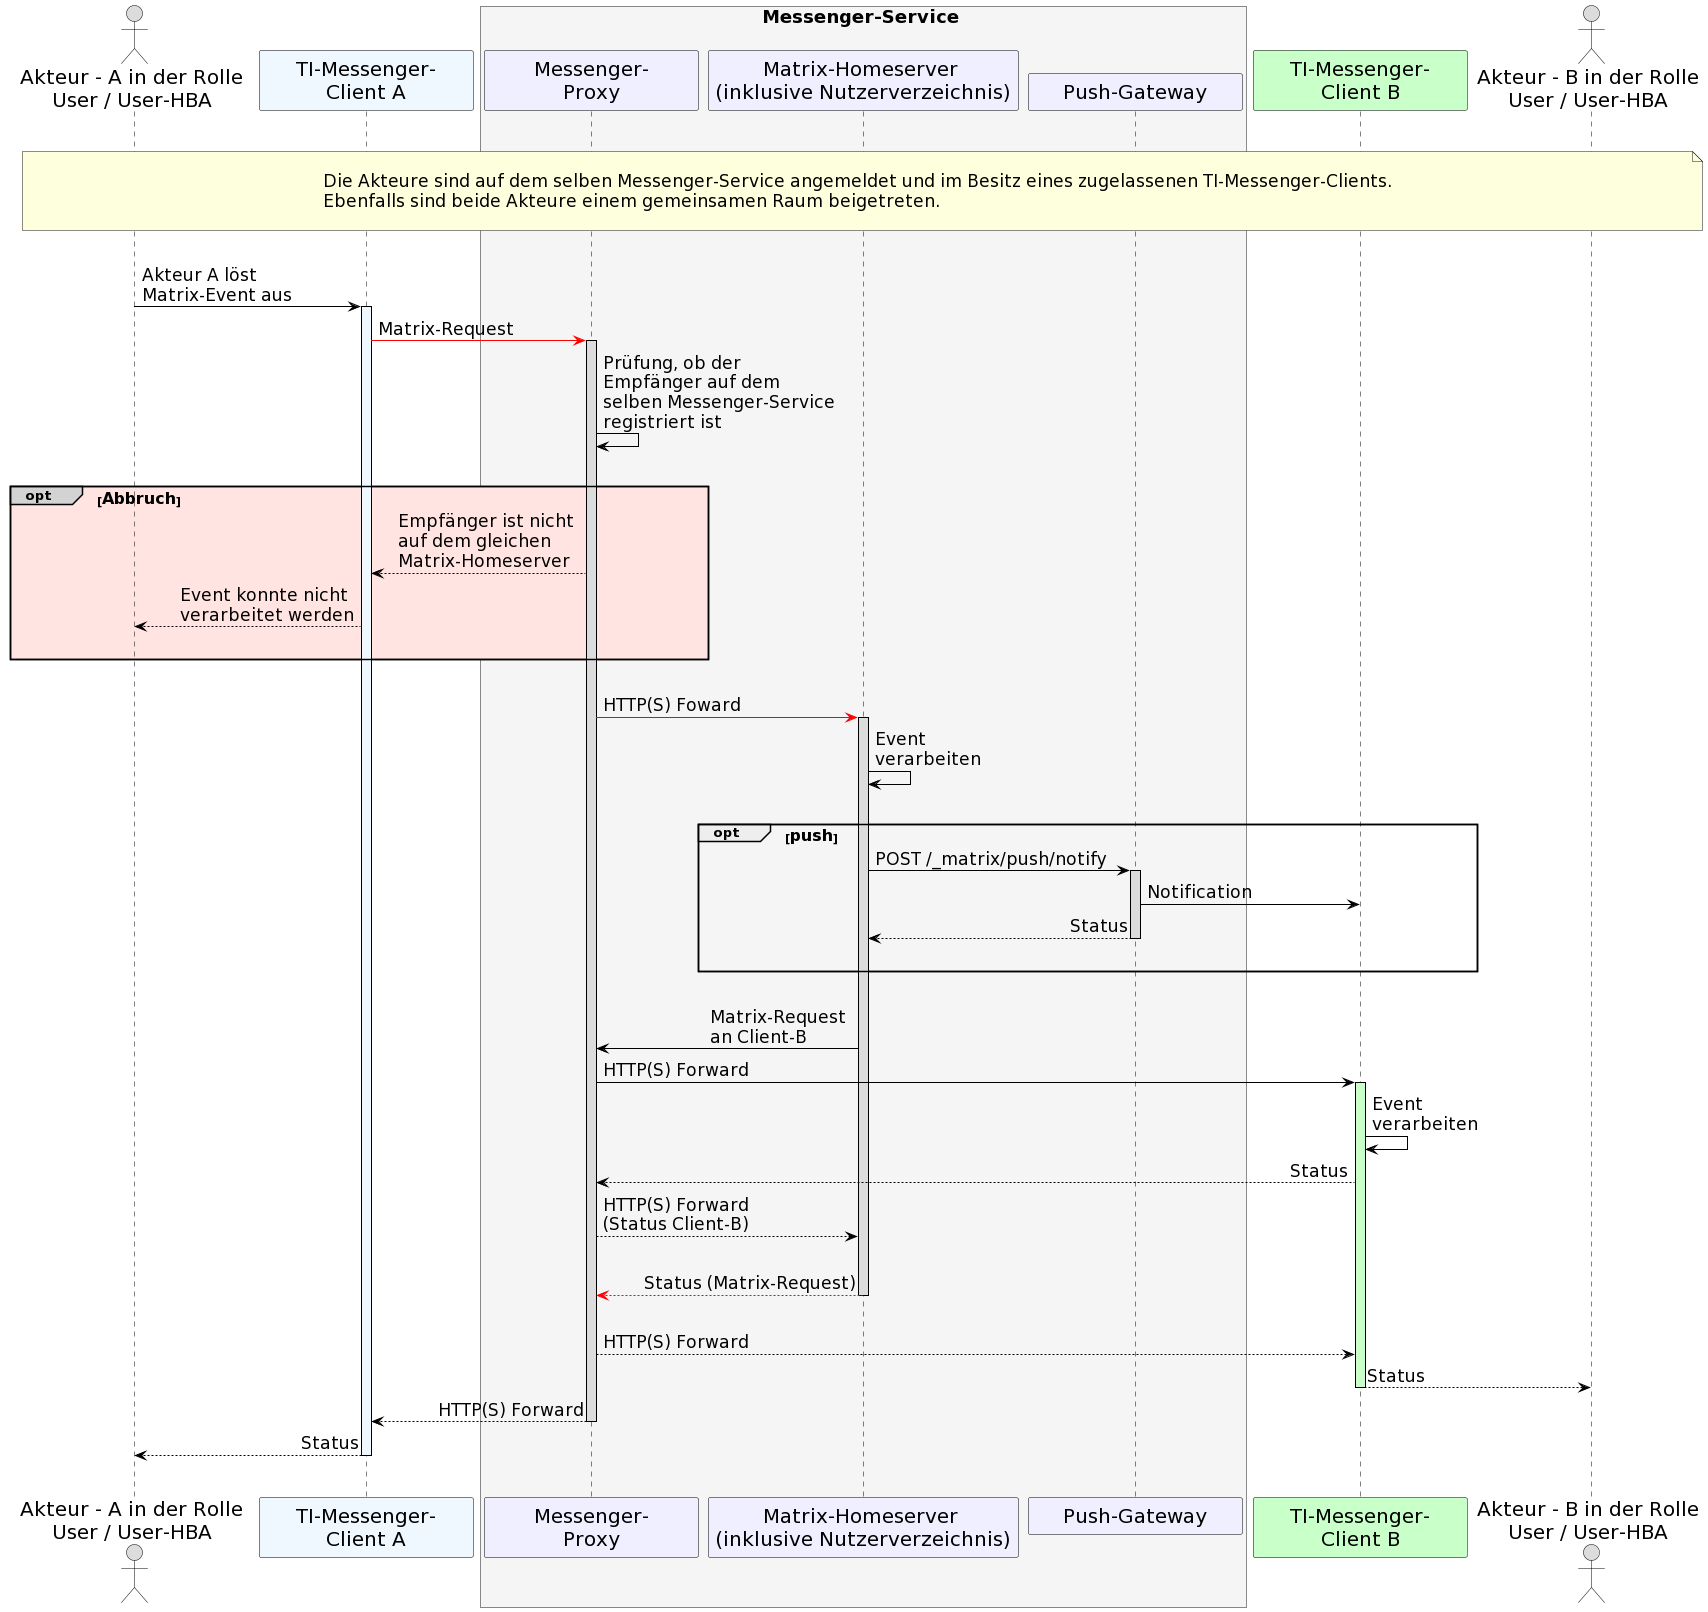 Messenger-Service
Akteur - A in der Rolle
User / User-HBA
TI-Messenger-
Client A
Messenger-
Proxy
Matrix-Homeserver
(inklusive Nutzerverzeichnis)
Push-Gateway
TI-Messenger-
Client B
Akteur - B in der Rolle
User / User-HBA
Die Akteure sind auf dem selben Messenger-Service angemeldet und im Besitz eines zugelassenen TI-Messenger-Clients.
Ebenfalls sind beide Akteure einem gemeinsamen Raum beigetreten.
Akteur A löst
Matrix-Event aus
Matrix-Request
Prüfung, ob der
Empfänger auf dem
selben Messenger-Service
registriert ist
opt
[Abbruch]
Empfänger ist nicht
auf dem gleichen
Matrix-Homeserver
Event konnte nicht
verarbeitet werden
HTTP(S) Foward
Event
verarbeiten
opt
[push]
POST /_matrix/push/notify
Notification
Status
Matrix-Request
an Client-B
HTTP(S) Forward
Event
verarbeiten
Status
HTTP(S) Forward
(Status Client-B)
Status (Matrix-Request)
HTTP(S) Forward
Status
HTTP(S) Forward
Status
Akteur - A in der Rolle
User / User-HBA
TI-Messenger-
Client A
Messenger-
Proxy
Matrix-Homeserver
(inklusive Nutzerverzeichnis)
Push-Gateway
TI-Messenger-
Client B
Akteur - B in der Rolle
User / User-HBA